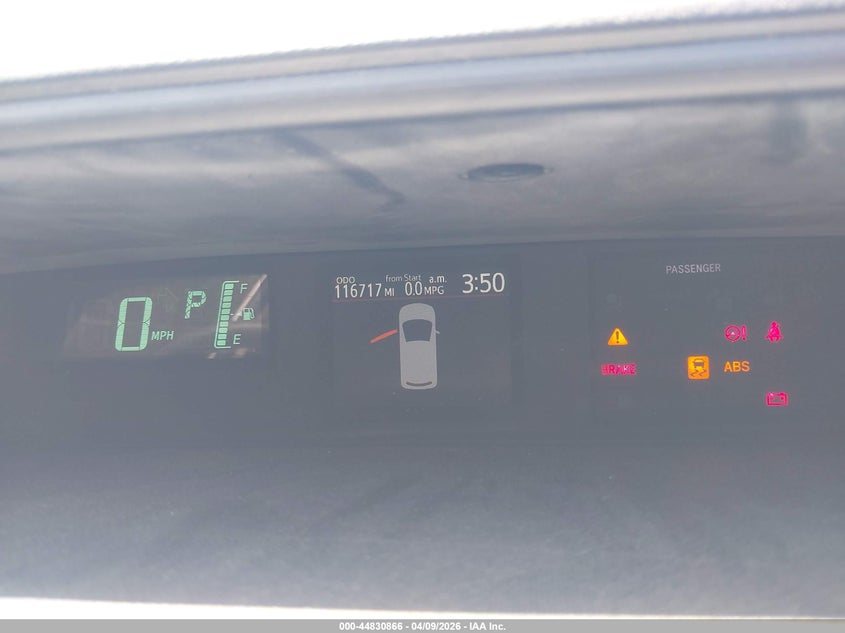 PASSENGER
ODO from Start a.m.
116717 MI 0.0 MPG 3:50
0 MPH P F E
BRAKE ABS
000-44830866 - 04/09/2026 - IAA Inc.